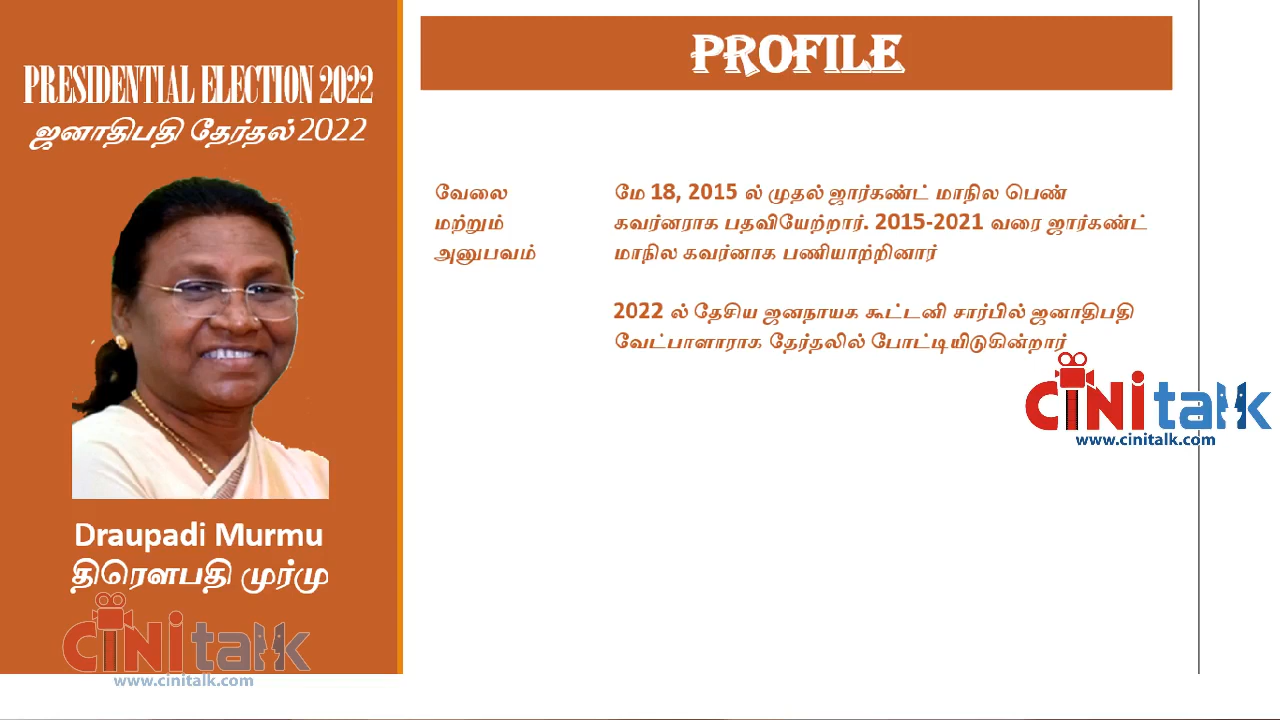 PRESIDENTIAL ELECTION 2022
ஜனாதிபதி தேர்தல் 2022
Draupadi Murmu
திரௌபதி முர்மு
CiNitalk
www.cinitalk.com
PROFILE
வேலை
மற்றும்
அனுபவம்
மே 18, 2015 ல் முதல் ஜார்கண்ட் மாநில பெண்
கவர்னராக பதவியேற்றார். 2015-2021 வரை ஜார்கண்ட்
மாநில கவர்னாக பணியாற்றினார்
2022 ல் தேசிய ஜனநாயக கூட்டனி சார்பில் ஜனாதிபதி
வேட்பாளாராக தேர்தலில் போட்டியிடுகின்றார்
CiNitalk
www.cinitalk.com